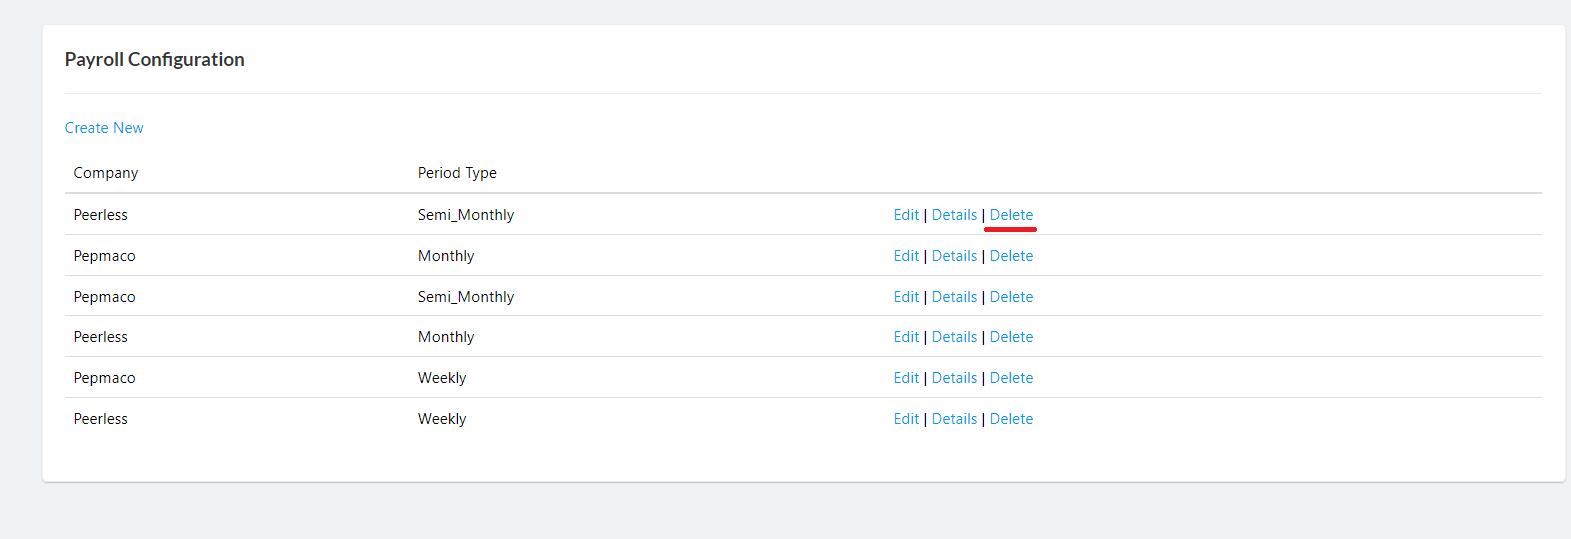 Payroll Configuration
Create New
Company Period Type
Peerless Semi_Monthly Edit | Details | Delete
Pepmaco Monthly Edit | Details | Delete
Pepmaco Semi_Monthly Edit | Details | Delete
Peerless Monthly Edit | Details | Delete
Pepmaco Weekly Edit | Details | Delete
Peerless Weekly Edit | Details | Delete